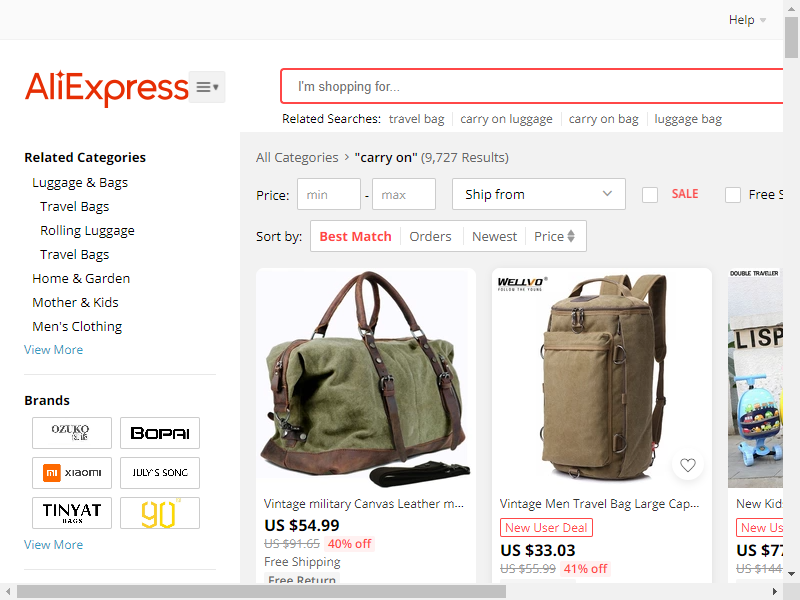 Help
AliExpress
I'm shopping for...
Related Searches: travel bag carry on luggage carry on bag luggage bag
Related Categories
Luggage & Bags
Travel Bags
Rolling Luggage
Travel Bags
Home & Garden
Mother & Kids
Men's Clothing
View More
Brands
OZUKO
BOPAI
mi xiaomi
JULY'S SONG
TINYAT
BAGS
90
View More
All Categories > "carry on" (9,727 Results)
Price: min - max Ship from SALE Free S
Sort by: Best Match Orders Newest Price
Vintage military Canvas Leather m...
US $54.99
US $91.65 40% off
Free Shipping
Free Return
WELLVO
FOLLOW THE YOUNG
Vintage Men Travel Bag Large Cap...
New User Deal
US $33.03
US $55.99 41% off
DOUBLE TRAVELLER
LISP
New Kid
New Us
US $77
US $144